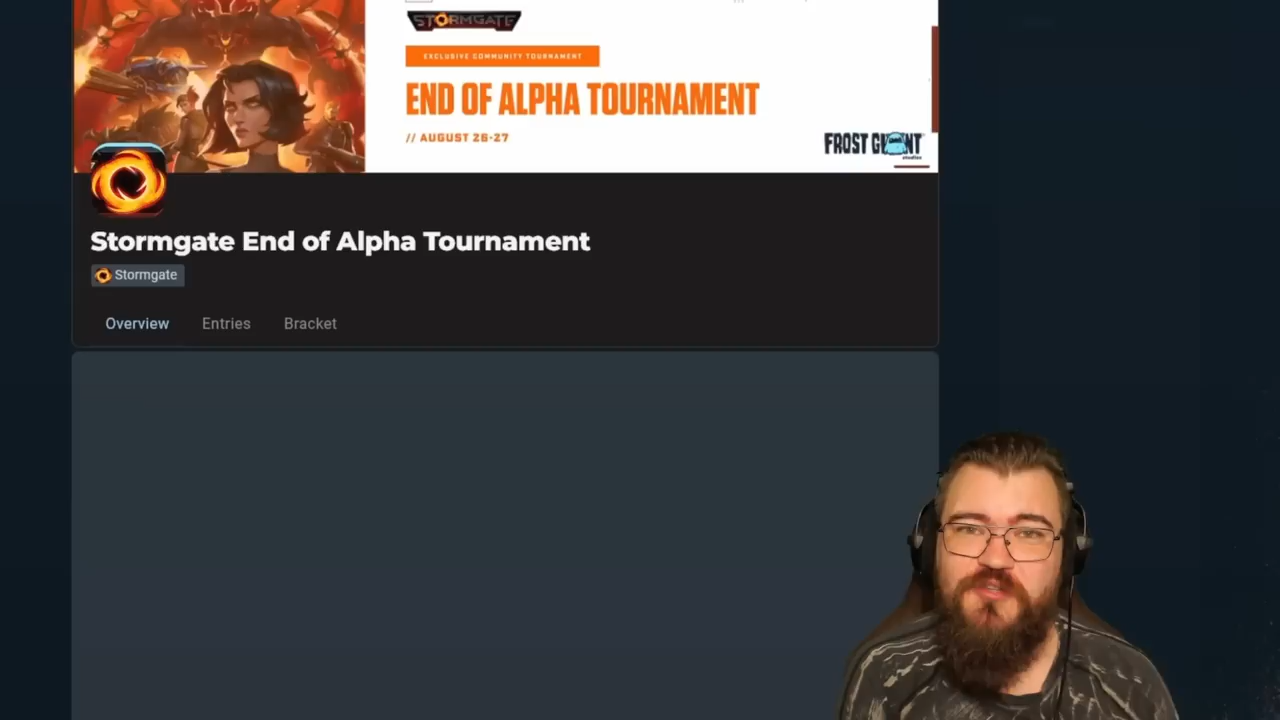 STORMGATE
EXCLUSIVE COMMUNITY TOURNAMENT
END OF ALPHA TOURNAMENT
// AUGUST 26-27
FROST GIANT
studios
Stormgate End of Alpha Tournament
Stormgate
Overview Entries Bracket